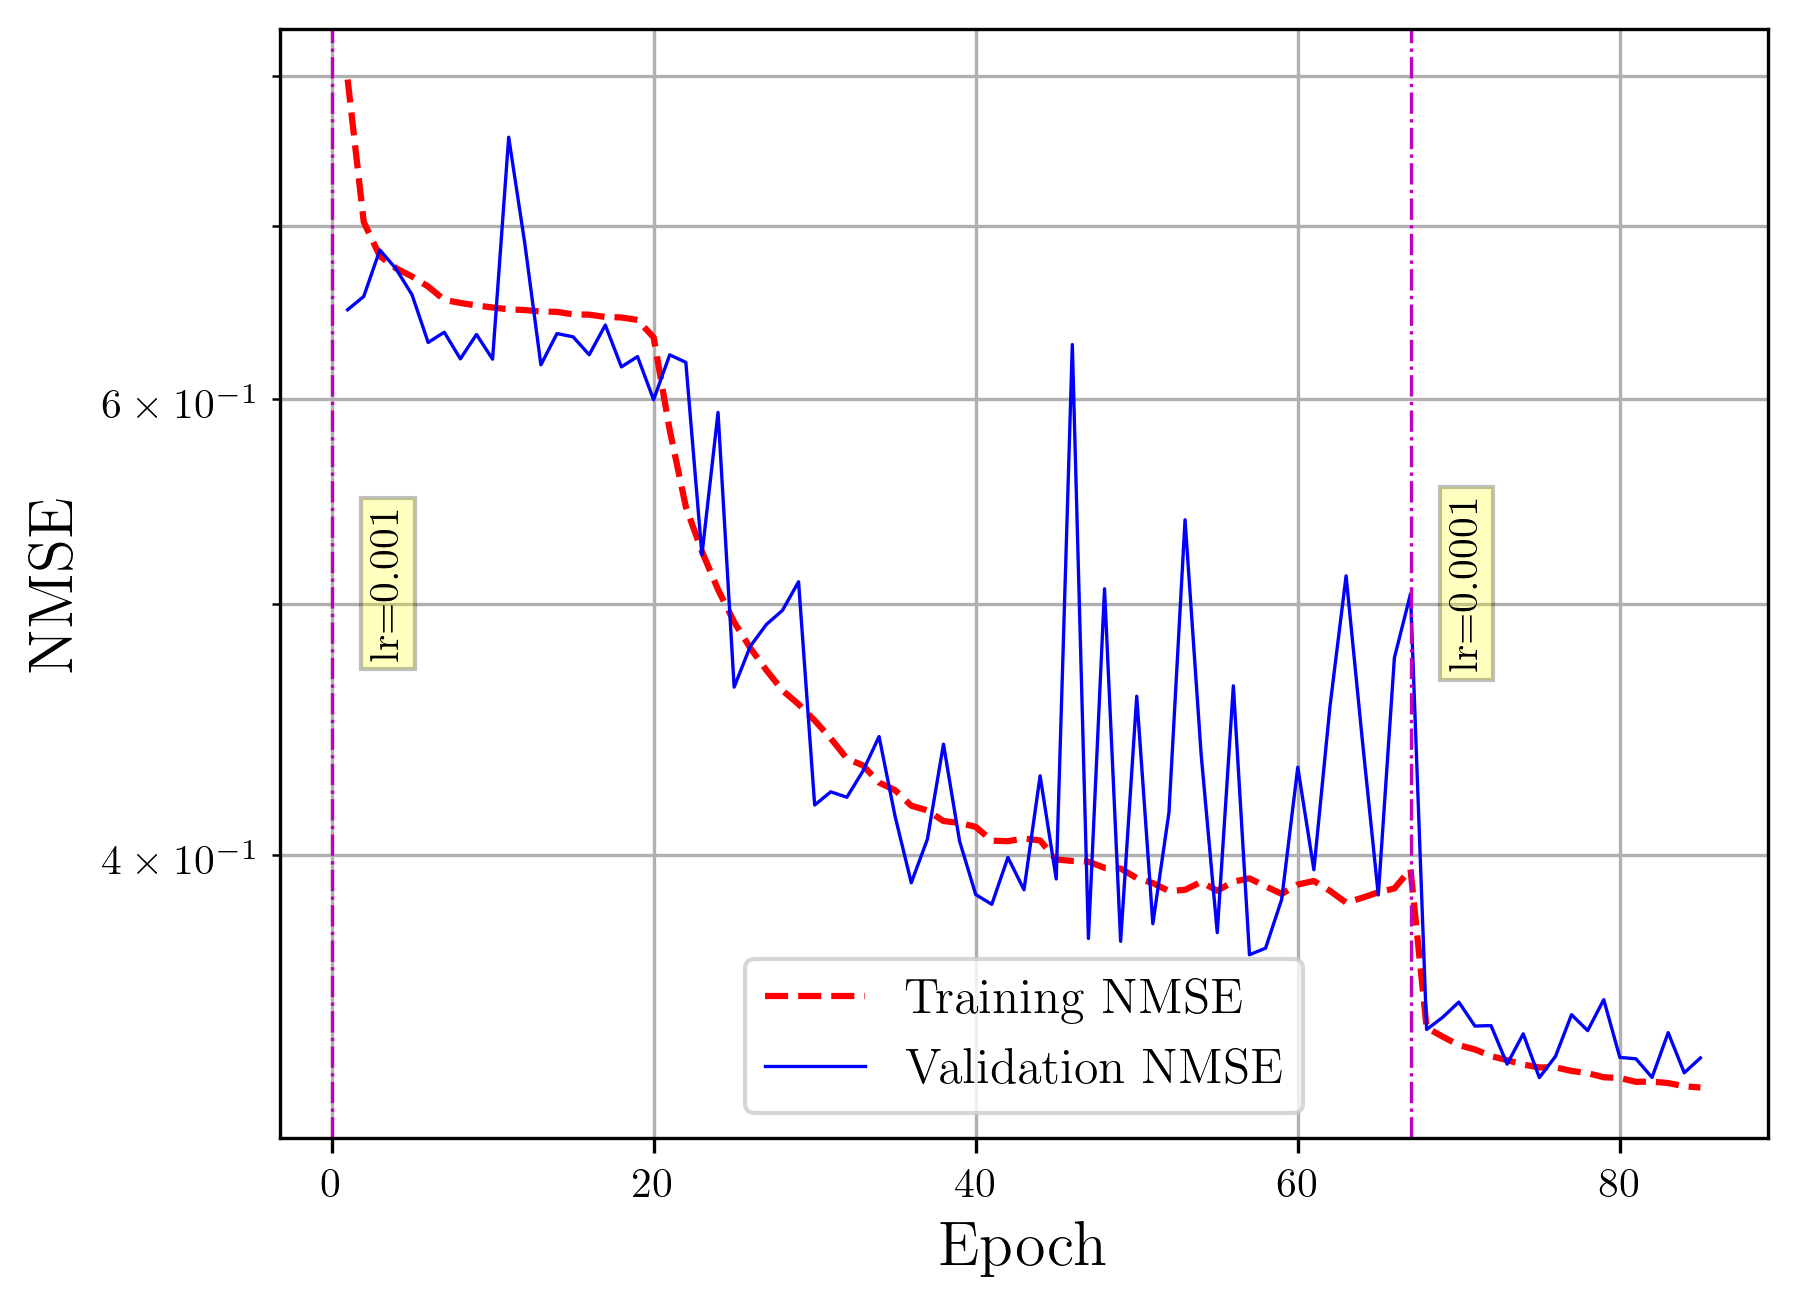 NMSE
6 × 10⁻¹
4 × 10⁻¹
lr=0.001
lr=0.0001
Training NMSE
Validation NMSE
0 20 40 60 80
Epoch